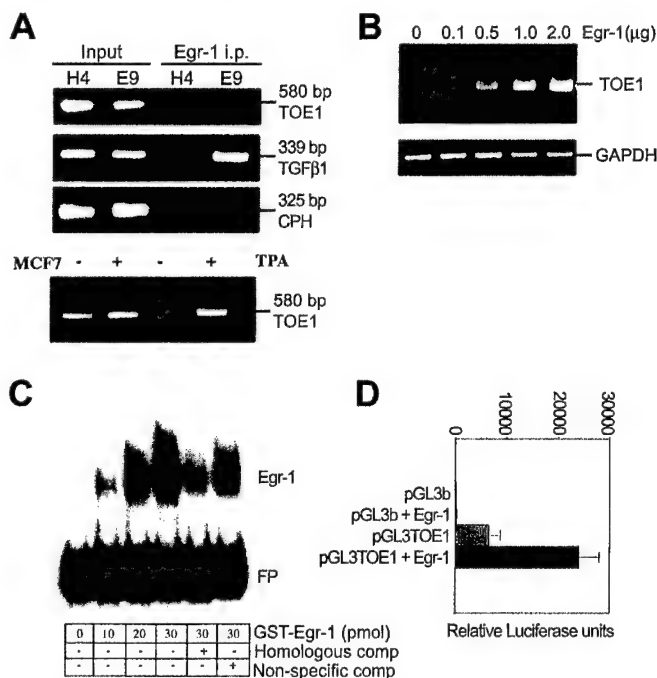 A
Input Egr-1 i.p.
H4 E9 H4 E9
580 bp
TOE1
339 bp
TGFβ1
325 bp
CPH
MCF7 - + - + TPA
580 bp
TOE1
B
0 0.1 0.5 1.0 2.0 Egr-1(μg)
TOE1
GAPDH
C
Egr-1
FP
0 10 20 30 30 30 GST-Egr-1 (pmol)
- - - - + - Homologous comp
- - - - - + Non-specific comp
D
0 10000 20000 30000
pGL3b
pGL3b + Egr-1
pGL3TOE1
pGL3TOE1 + Egr-1
Relative Luciferase units